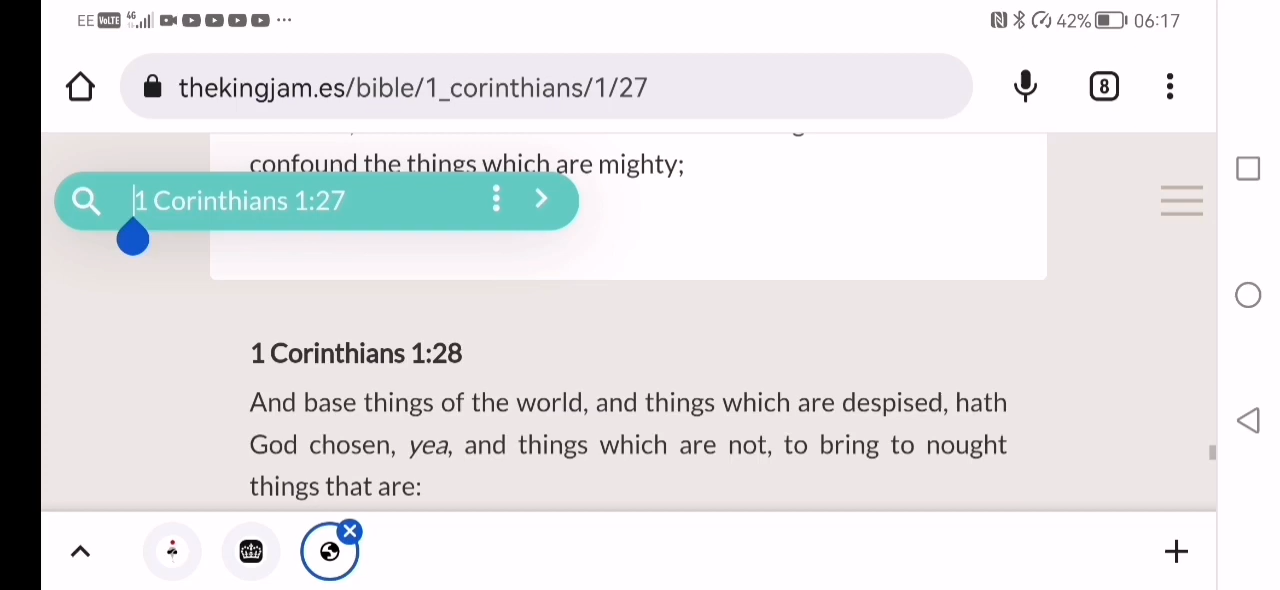 EE VoLTE 4G 42% 06:17
thekingjam.es/bible/1_corinthians/1/27 8
confound the things which are mighty;
1 Corinthians 1:27
1 Corinthians 1:28
And base things of the world, and things which are despised, hath
God chosen, yea, and things which are not, to bring to nought
things that are: